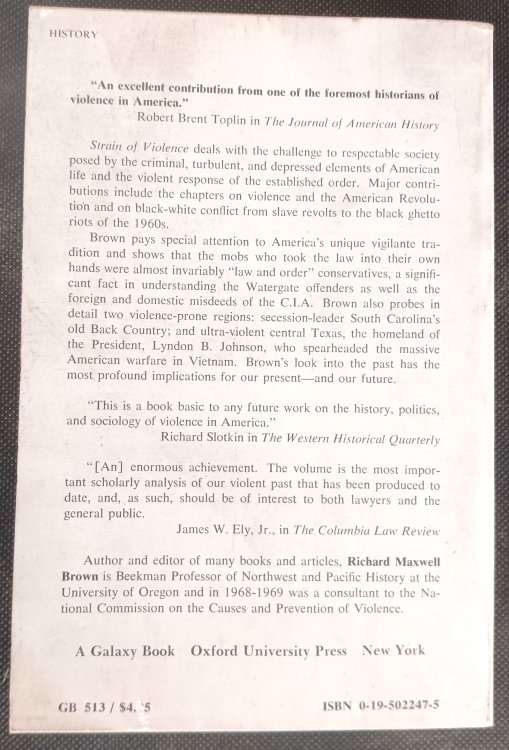 HISTORY
“An excellent contribution from one of the foremost historians of
violence in America.”
Robert Brent Toplin in The Journal of American History
Strain of Violence deals with the challenge to respectable society
posed by the criminal, turbulent, and depressed elements of American
life and the violent response of the established order. Major contri-
butions include the chapters on violence and the American Revolu-
tion and on black-white conflict from slave revolts to the black ghetto
riots of the 1960s.
Brown pays special attention to America's unique vigilante tra-
dition and shows that the mobs who took the law into their own
hands were almost invariably “law and order” conservatives, a signifi-
cant fact in understanding the Watergate offenders as well as the
foreign and domestic misdeeds of the C.I.A. Brown also probes in
detail two violence-prone regions: secession-leader South Carolina's
old Back Country; and ultra-violent central Texas, the homeland of
the President, Lyndon B. Johnson, who spearheaded the massive
American warfare in Vietnam. Brown's look into the past has the
most profound implications for our present—and our future.
“This is a book basic to any future work on the history, politics,
and sociology of violence in America.”
Richard Slotkin in The Western Historical Quarterly
“[An] enormous achievement. The volume is the most impor-
tant scholarly analysis of our violent past that has been produced to
date, and, as such, should be of interest to both lawyers and the
general public.
James W. Ely, Jr., in The Columbia Law Review
Author and editor of many books and articles, Richard Maxwell
Brown is Beekman Professor of Northwest and Pacific History at the
University of Oregon and in 1968-1969 was a consultant to the Na-
tional Commission on the Causes and Prevention of Violence.
A Galaxy Book Oxford University Press New York
GB 513 /
ISBN 0-19-502247-5